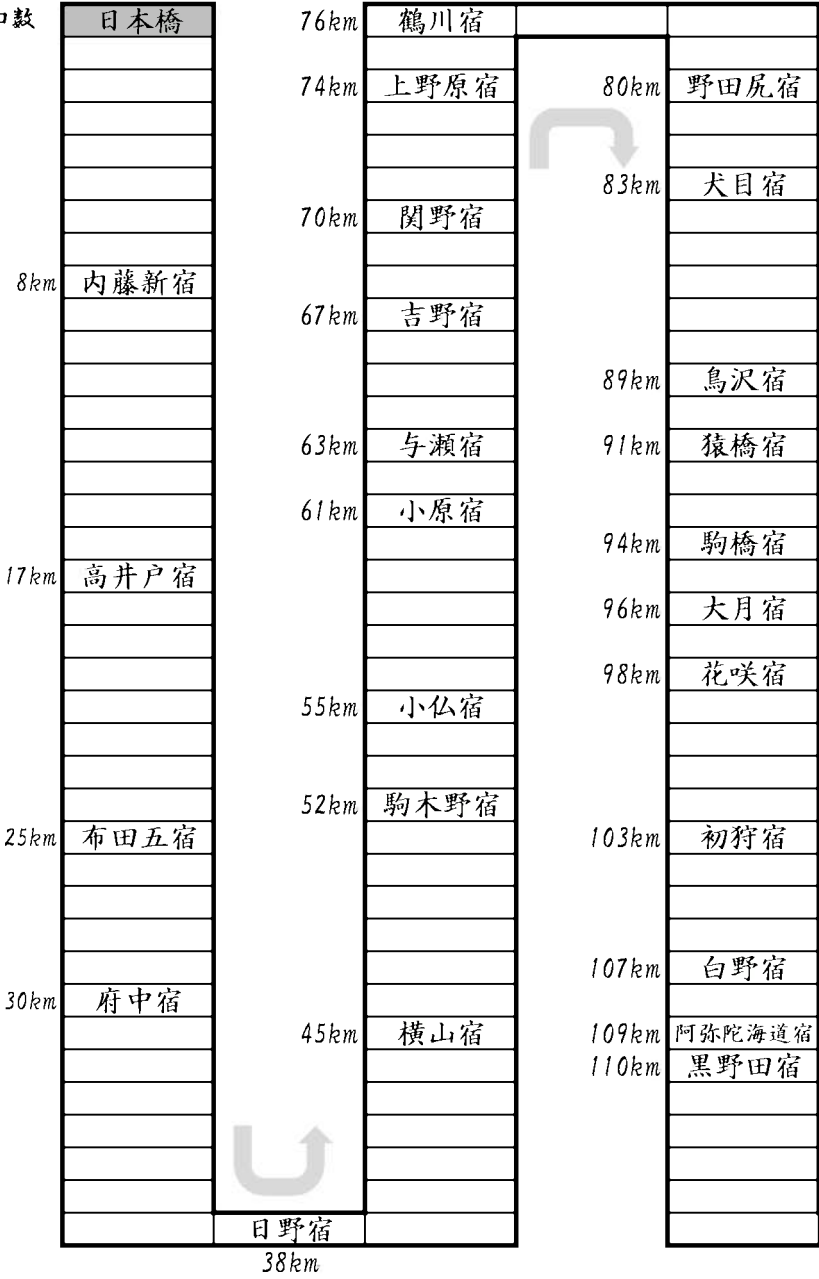 数
日本橋
8km 内藤新宿
17km 高井戸宿
25km 布田五宿
30km 府中宿
日野宿
38km
45km 横山宿
52km 駒木野宿
55km 小仏宿
61km 小原宿
63km 与瀬宿
67km 吉野宿
70km 関野宿
74km 上野原宿
76km 鶴川宿
80km 野田尻宿
83km 犬目宿
89km 鳥沢宿
91km 猿橋宿
94km 駒橋宿
96km 大月宿
98km 花咲宿
103km 初狩宿
107km 白野宿
109km 阿弥陀海道宿
110km 黒野田宿